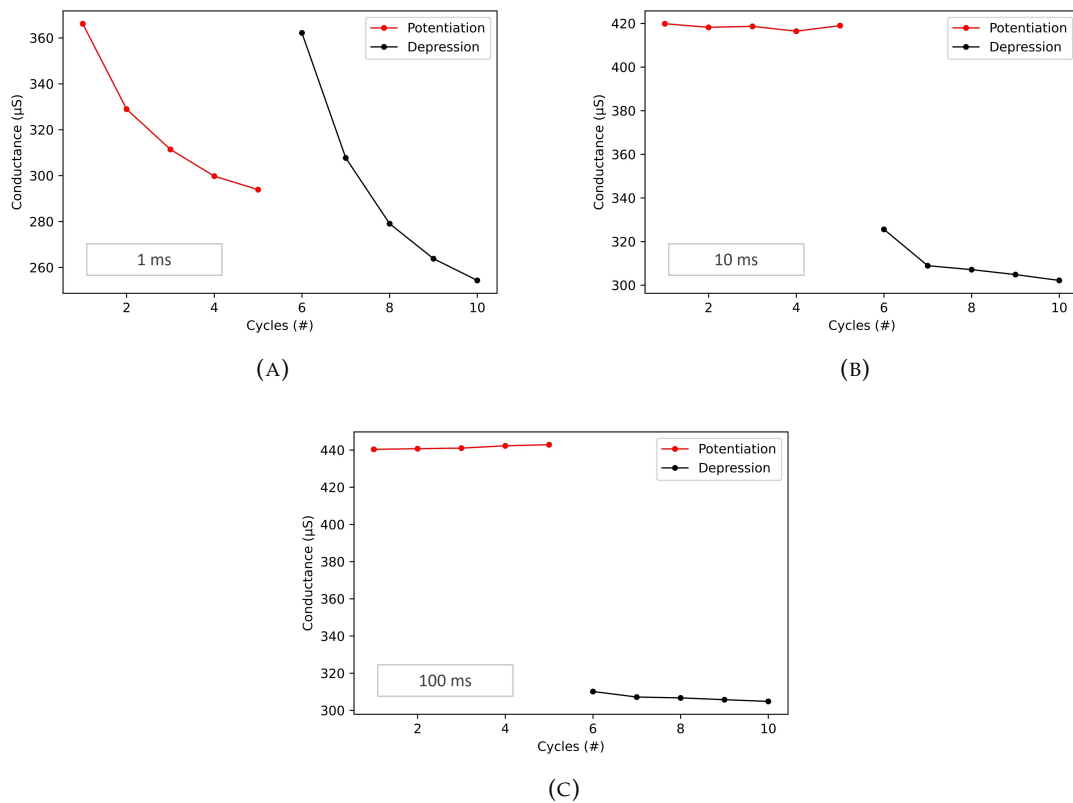 360
340
320
300
280
260
Conductance (µS)
2
4
6
8
10
Cycles (#)
Potentiation
Depression
1 ms
(A)
420
400
380
360
340
320
300
Conductance (µS)
2
4
6
8
10
Cycles (#)
Potentiation
Depression
10 ms
(B)
440
420
400
380
360
340
320
300
Conductance (µS)
2
4
6
8
10
Cycles (#)
Potentiation
Depression
100 ms
(C)